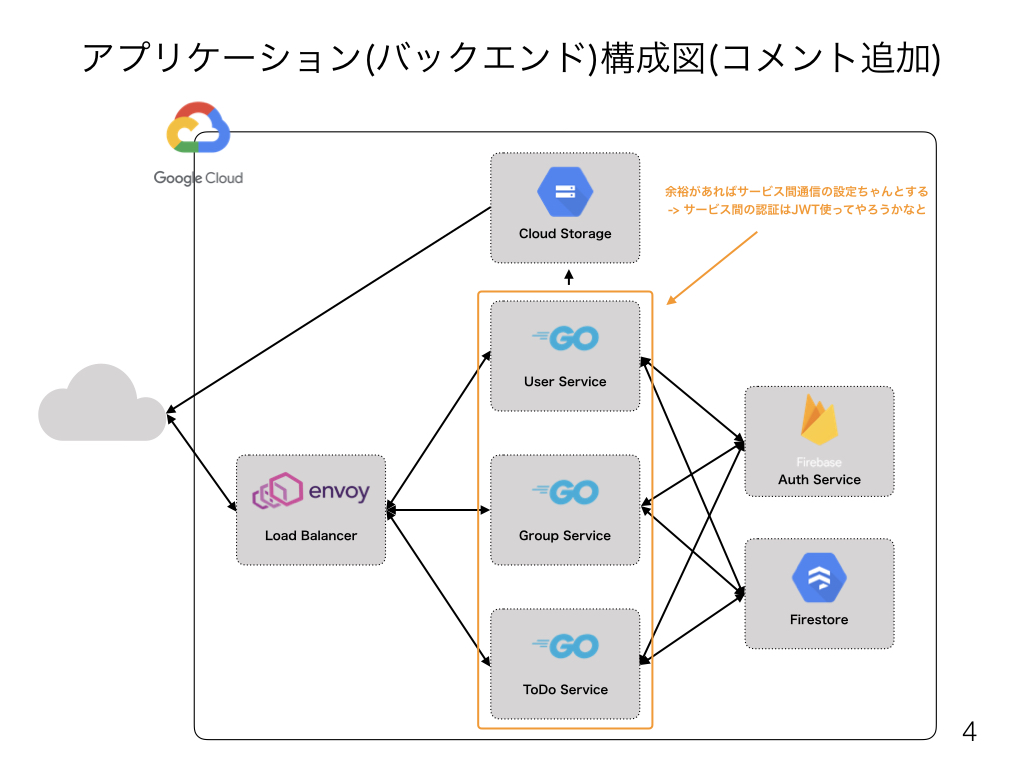 アプリケーション(バックエンド)構成図(コメント追加)
Google Cloud
Cloud Storage
余裕があればサービス間通信の設定ちゃんとする
-> サービス間の認証はJWT使ってやろうかなと
GO
User Service
Firebase
Auth Service
envoy
Load Balancer
GO
Group Service
Firestore
GO
ToDo Service
4